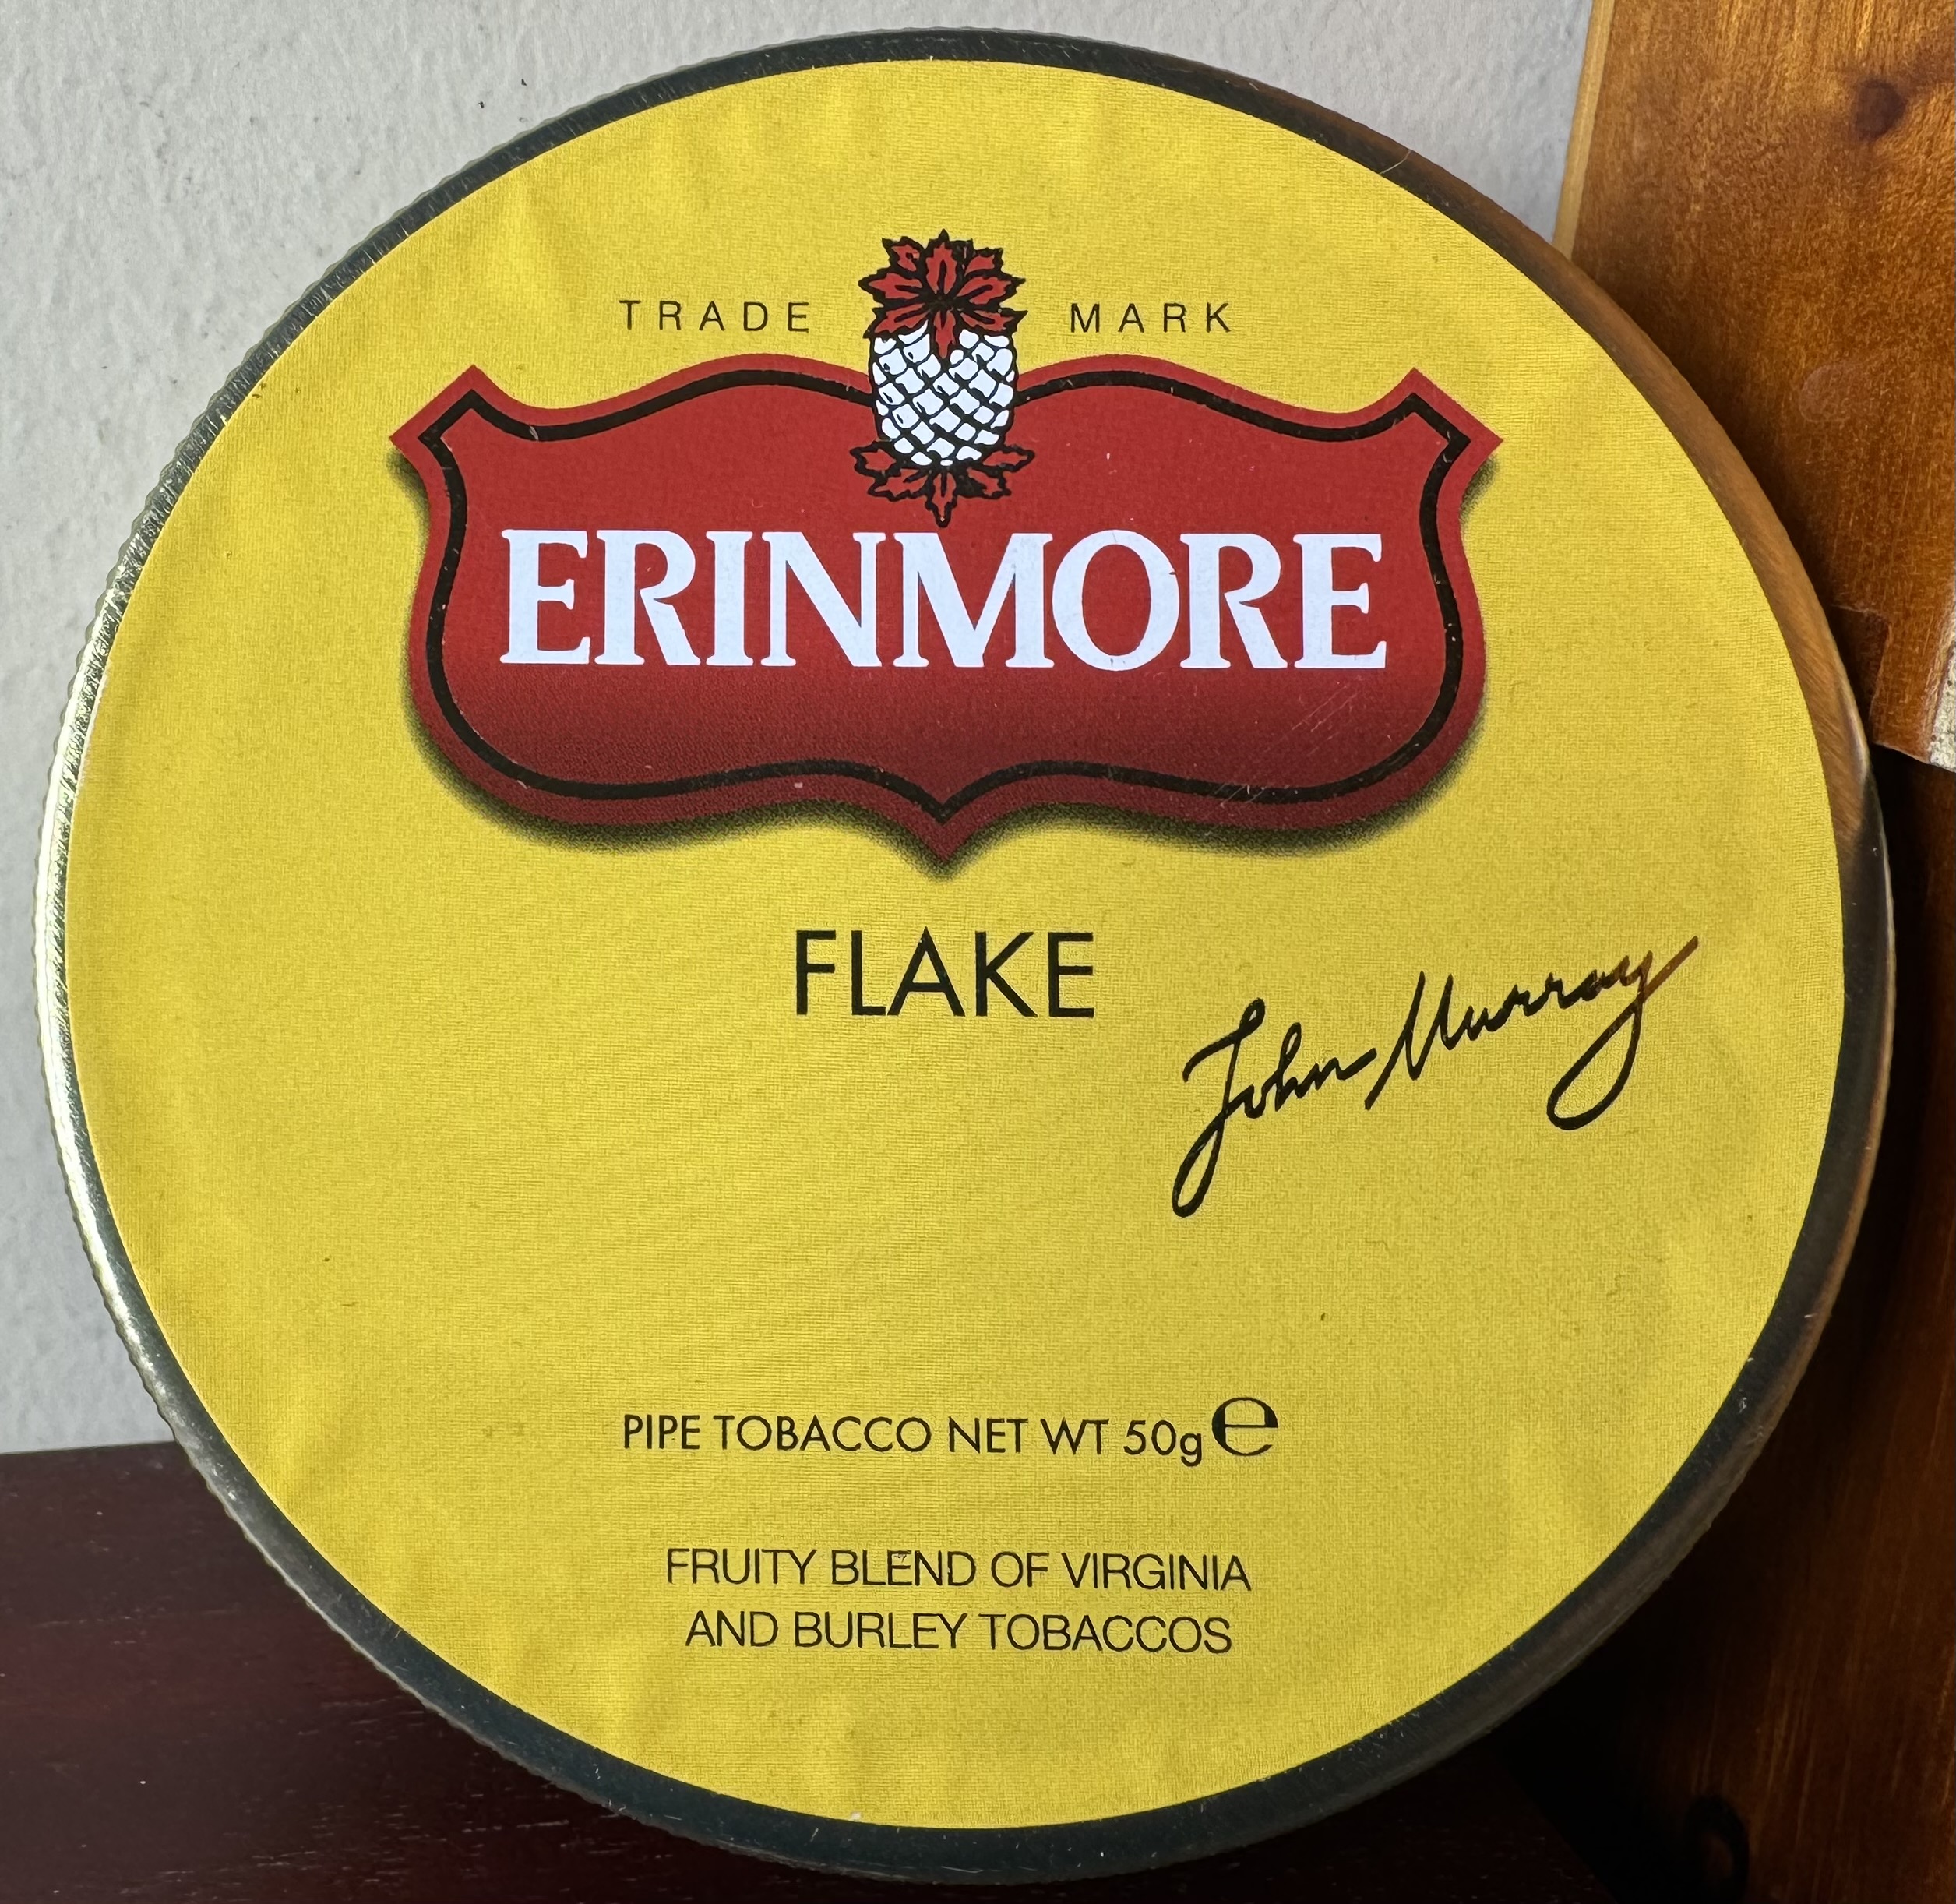 TRADE MARK
ERINMORE
FLAKE
John Murray
PIPE TOBACCO NET WT 50g ℮
FRUITY BLEND OF VIRGINIA
AND BURLEY TOBACCOS